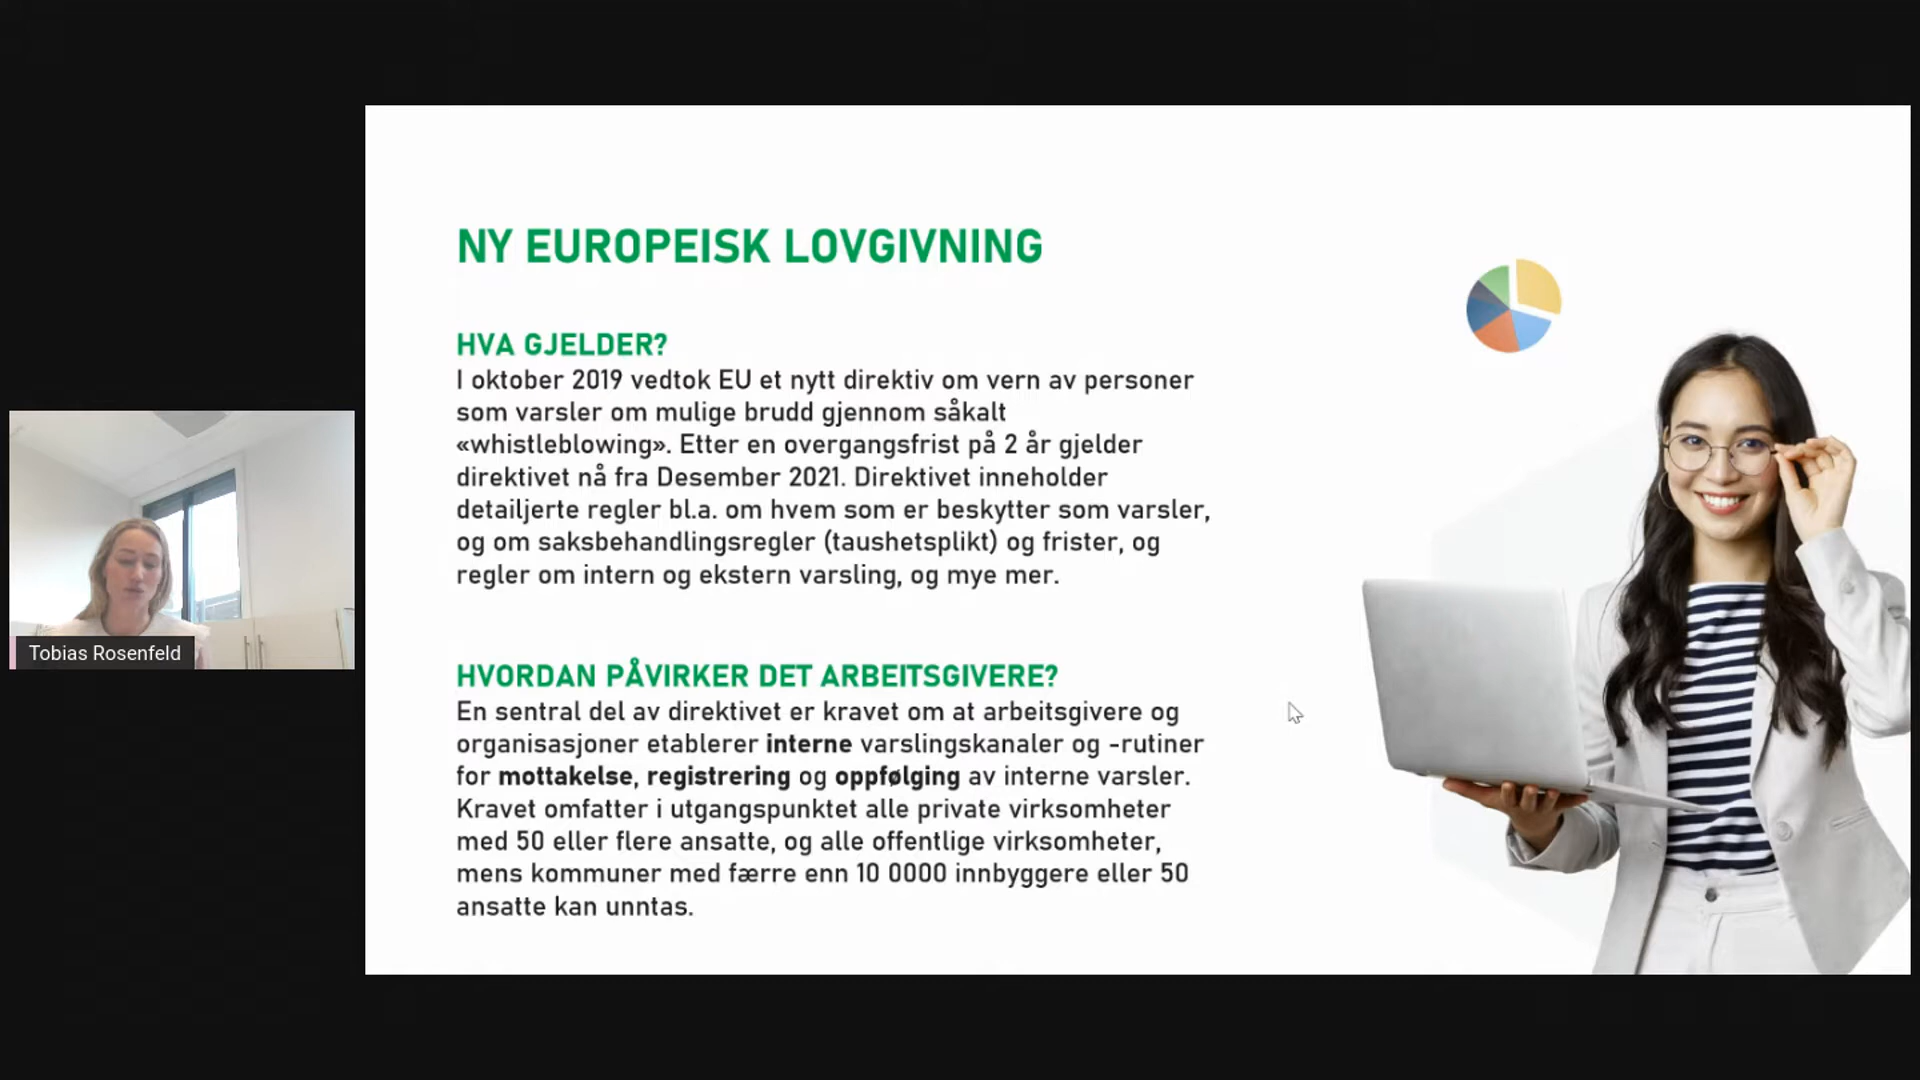 NY EUROPEISK LOVGIVNING
HVA GJELDER?
I oktober 2019 vedtok EU et nytt direktiv om vern av personer
som varsler om mulige brudd gjennom såkalt
«whistleblowing». Etter en overgangsfrist på 2 år gjelder
direktivet nå fra Desember 2021. Direktivet inneholder
detailjerte regler bl.a. om hvem som er beskytter som varsler,
og om saksbehandlingsregler (taushetsplikt) og frister, og
regler om intern og ekstern varsling, og mye mer.
HVORDAN PÅVIRKER DET ARBEITSGIVERE?
En sentral del av direktivet er kravet om at arbeitsgivere og
organisasjoner etablerer interne varslingskanaler og -rutiner
for mottakelse, registrering og oppfølging av interne varsler.
Kravet omfatter i utgangspunktet alle private virksomheter
med 50 eller flere ansatte, og alle offentlige virksomheter,
mens kommuner med færre enn 10 0000 innbyggere eller 50
ansatte kan unntas.
Tobias Rosenfeld